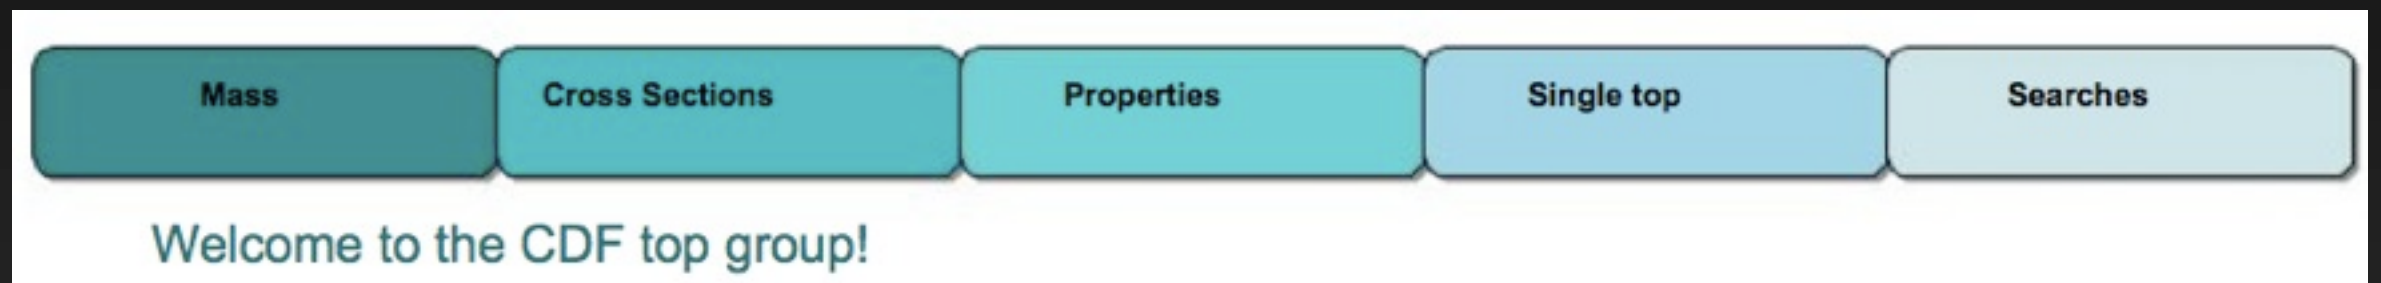 Mass Cross Sections Properties Single top Searches
Welcome to the CDF top group!